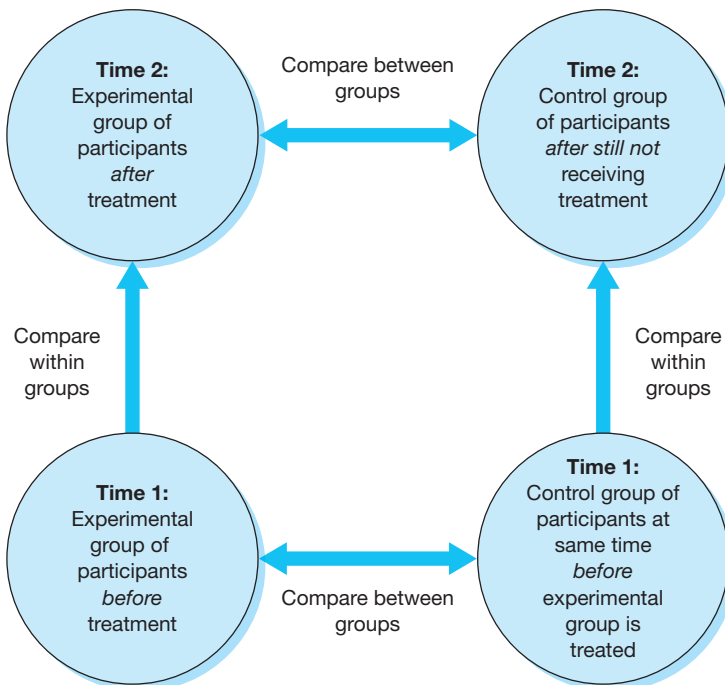 Time 2:
Experimental
group of
participants
after
treatment
Compare between
groups
Time 2:
Control group
of participants
after still not
receiving
treatment
Compare
within
groups
Compare
within
groups
Time 1:
Experimental
group of
participants
before
treatment
Compare between
groups
Time 1:
Control group of
participants at
same time
before
experimental
group is
treated